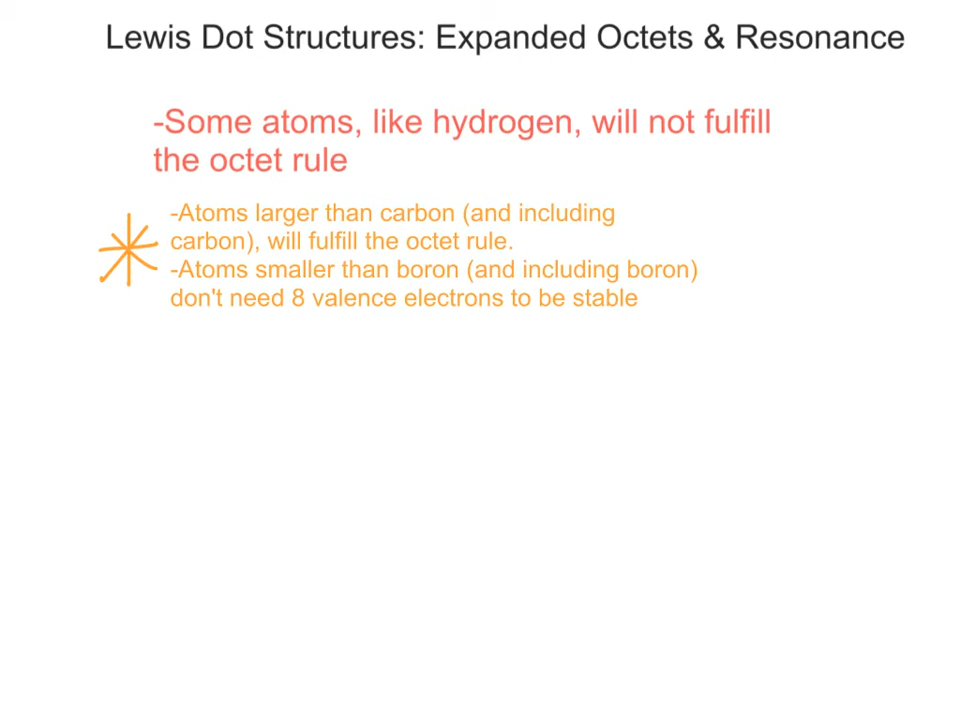 Lewis Dot Structures: Expanded Octets & Resonance
-Some atoms, like hydrogen, will not fulfill
the octet rule
-Atoms larger than carbon (and including
carbon), will fulfill the octet rule.
-Atoms smaller than boron (and including boron)
don't need 8 valence electrons to be stable